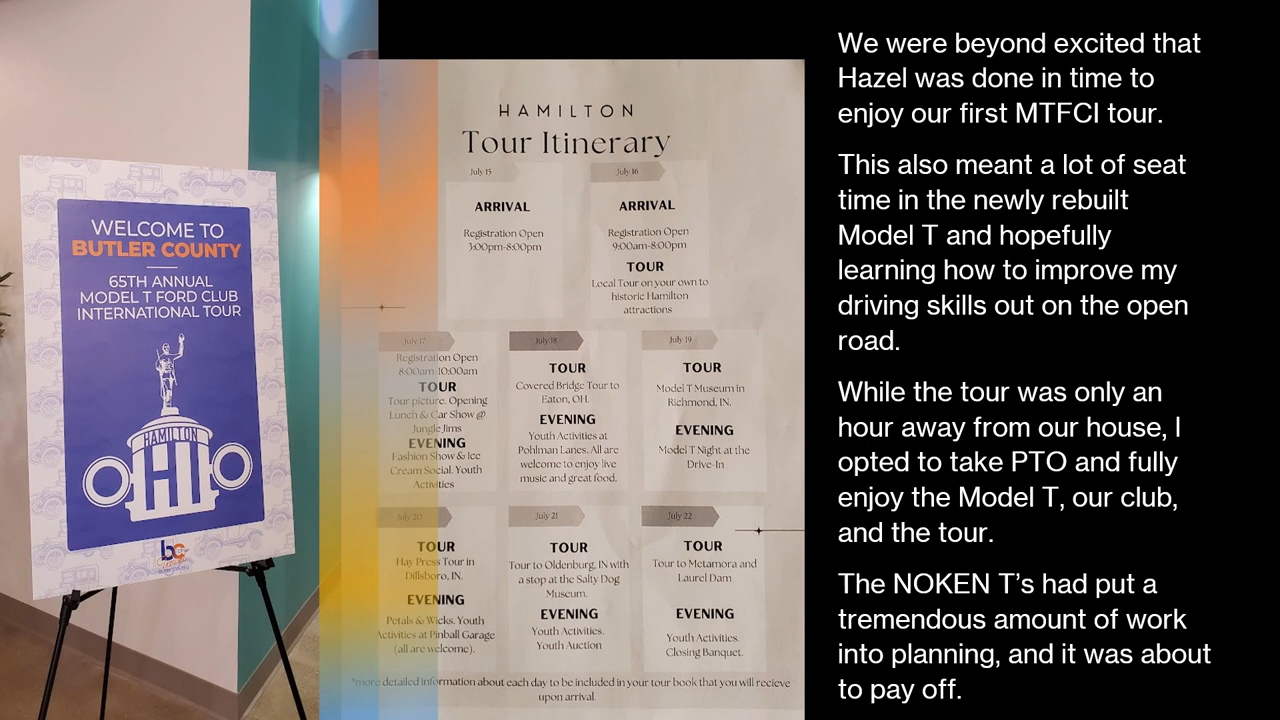 WELCOME TO
BUTLER COUNTY
65TH ANNUAL
MODEL T FORD CLUB
INTERNATIONAL TOUR
HAMILTON
H!
bc
HAMILTON
Tour Itinerary
July 15
ARRIVAL
Registration Open
3:00pm-8:00pm
July 16
ARRIVAL
Registration Open
9:00am-8:00pm
TOUR
Local Tour on your own to
historic Hamilton
attractions
July 17
Registration Open
8:00am-10:00am
TOUR
Tour picture. Opening
Lunch & Car Show @
Jungle Jims
EVENING
Fashion Show & Ice
Cream Social. Youth
Activities
July 18
TOUR
Covered Bridge Tour to
Eaton, OH.
EVENING
Youth Activities at
Pohlman Lanes. All are
welcome to enjoy live
music and great food.
July 19
TOUR
Model T Museum in
Richmond, IN.
EVENING
Model T Night at the
Drive-In
July 20
TOUR
Hay Press Tour in
Dillsboro, IN.
EVENING
Petals & Wicks. Youth
Activities at Pinball Garage
(all are welcome).
July 21
TOUR
Tour to Oldenburg, IN with
a stop at the Salty Dog
Museum.
EVENING
Youth Activities.
Youth Auction
July 22
TOUR
Tour to Metamora and
Laurel Dam
EVENING
Youth Activities.
Closing Banquet.
*more detailed information about each day to be included in your tour book that you will recieve
upon arrival.
We were beyond excited that
Hazel was done in time to
enjoy our first MTFCI tour.
This also meant a lot of seat
time in the newly rebuilt
Model T and hopefully
learning how to improve my
driving skills out on the open
road.
While the tour was only an
hour away from our house, I
opted to take PTO and fully
enjoy the Model T, our club,
and the tour.
The NOKEN T’s had put a
tremendous amount of work
into planning, and it was about
to pay off.